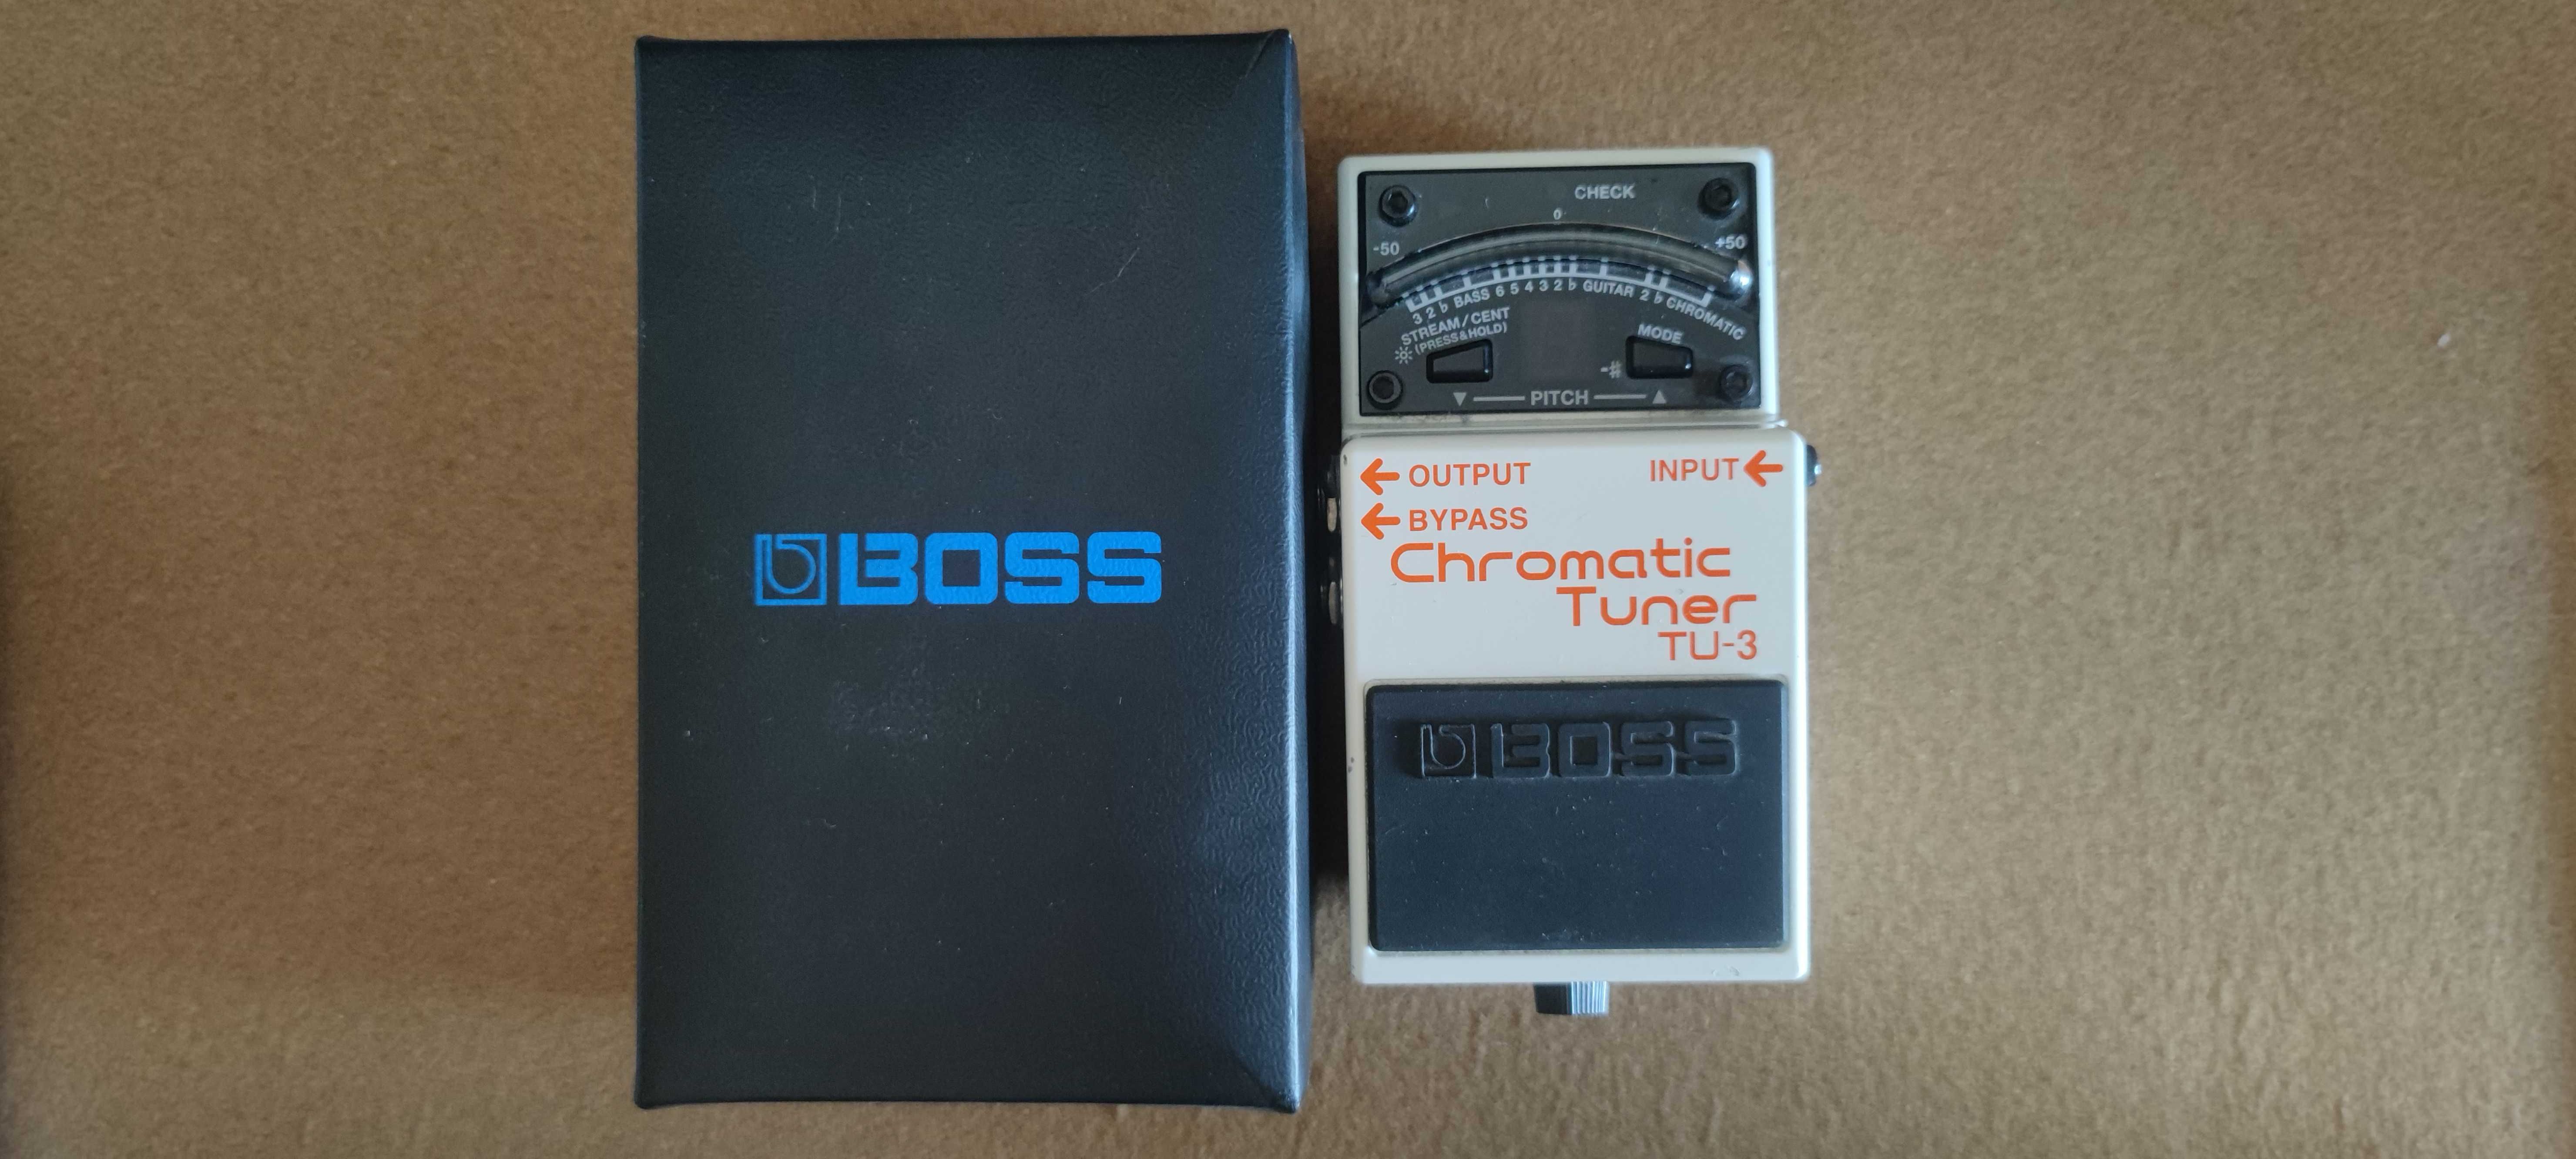 BOSS
CHECK
0
-50
+50
3 2 ♭ BASS 6 5 4 3 2 ♭ GUITAR 2 ♭ CHROMATIC
STREAM/CENT
(PRESS&HOLD)
MODE
-#
▼ PITCH ▲
← OUTPUT
INPUT ←
← BYPASS
Chromatic
Tuner
TU-3
BOSS